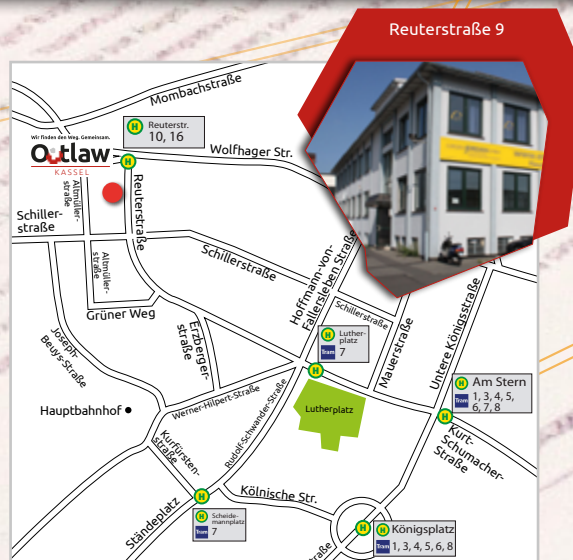 Reuterstraße 9
Mombachstraße
Wir finden den Weg. Gemeinsam.
Outlaw
KASSEL
H Reuterstr.
10, 16
H
Wolfhager Str.
Altmüller-
straße
Reuterstraße
Schiller-
straße
Altmüller-
straße
Schillerstraße
Hoffmann-von-
Fallersleben Straße
Schillerstraße
Grüner Weg
Erzberger-
straße
Mauerstraße
Untere Königsstraße
Joseph-
Beuys-Straße
H Luther-
platz
Tram 7
H
Werner-Hilpert-Straße
Rudolf-Schwander-Straße
Lutherplatz
H Am Stern
Tram 1, 3, 4, 5,
6, 7, 8
H
Hauptbahnhof
Kurfürsten-
straße
Kurt-
Schumacher-
Straße
Kölnische Str.
H
Ständeplatz
H Scheide-
mannplatz
Tram 7
H
H Königsplatz
Tram 1, 3, 4, 5, 6, 8
raße